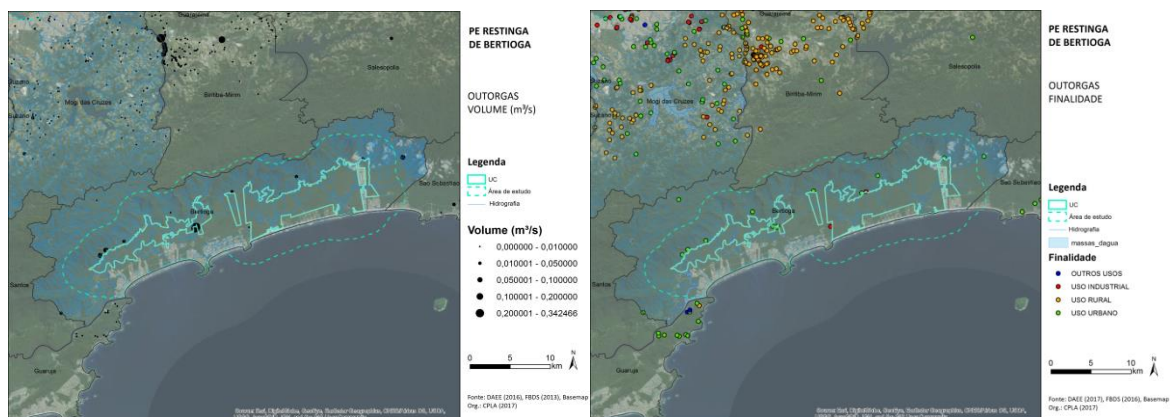 Guararema
Salesópolis
Biritiba-Mirim
Mogi das Cruzes
Suzano
Bertioga
São Sebastião
Santos
Guarujá
PE RESTINGA
DE BERTIOGA
OUTORGAS
VOLUME (m³/s)
Legenda
UC
Área de estudo
Hidrografia
Volume (m³/s)
0,000000 - 0,010000
0,010001 - 0,050000
0,050001 - 0,100000
0,100001 - 0,200000
0,200001 - 0,342466
0 5 10
km
N
Fonte: DAEE (2016), FBDS (2013), Basemap
Org.: CPLA (2017)
Guararema
Salesópolis
Biritiba-Mirim
Mogi das Cruzes
Suzano
Bertioga
São Sebastião
Santos
Guarujá
PE RESTINGA
DE BERTIOGA
OUTORGAS
FINALIDADE
Legenda
UC
Área de estudo
Hidrografia
massas_dagua
Finalidade
OUTROS USOS
USO INDUSTRIAL
USO RURAL
USO URBANO
0 5 10
km
N
Fonte: DAEE (2017), FBDS (2016), Basemap
Org.: CPLA (2017)